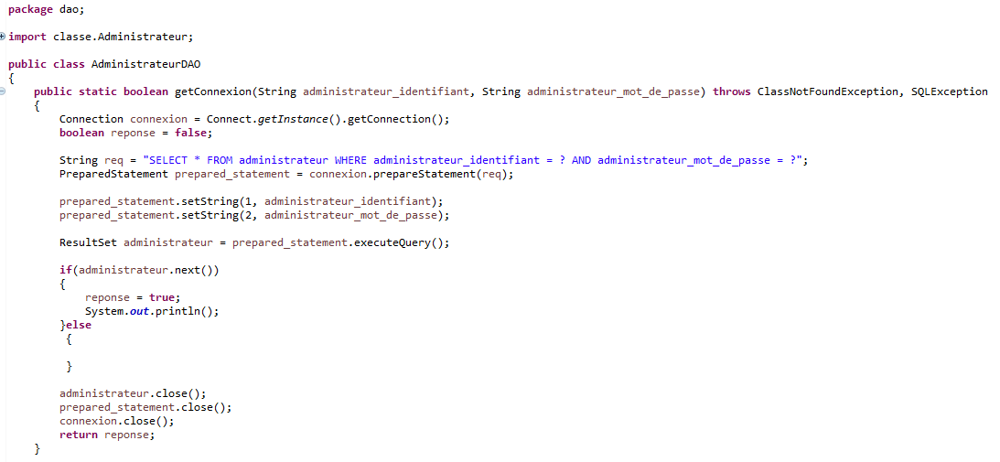 package dao;
import classe.Administrateur;
public class AdministrateurDAO
{
public static boolean getConnexion(String administrateur_identifiant, String administrateur_mot_de_passe) throws ClassNotFoundException, SQLException
{
Connection connexion = Connect.getInstance().getConnection();
boolean reponse = false;
String req = "SELECT * FROM administrateur WHERE administrateur_identifiant = ? AND administrateur_mot_de_passe = ?";
PreparedStatement prepared_statement = connexion.prepareStatement(req);
prepared_statement.setString(1, administrateur_identifiant);
prepared_statement.setString(2, administrateur_mot_de_passe);
ResultSet administrateur = prepared_statement.executeQuery();
if(administrateur.next())
{
reponse = true;
System.out.println();
}else
{
}
administrateur.close();
prepared_statement.close();
connexion.close();
return reponse;
}